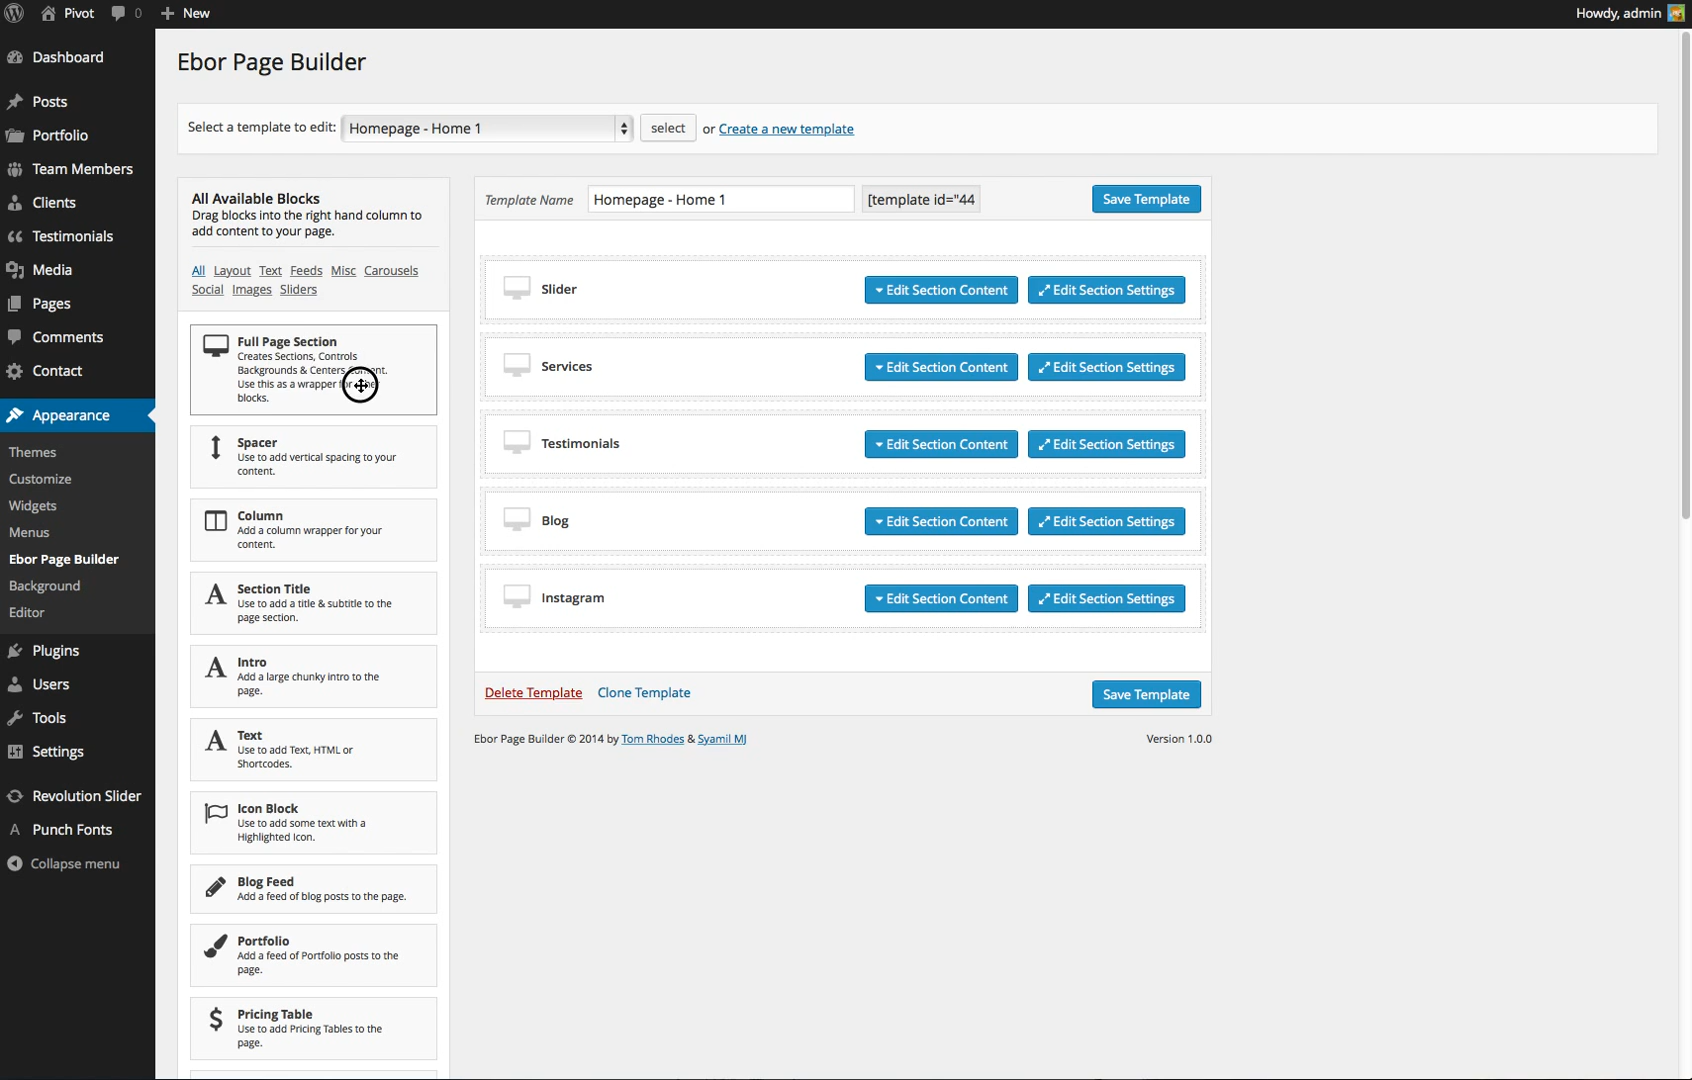 Pivot 0 New
Howdy, admin
Dashboard
Posts
Portfolio
Team Members
Clients
Testimonials
Media
Pages
Comments
Contact
Appearance
Themes
Customize
Widgets
Menus
Ebor Page Builder
Background
Editor
Plugins
Users
Tools
Settings
Revolution Slider
Punch Fonts
Collapse menu
Ebor Page Builder
Select a template to edit: Homepage - Home 1 select or Create a new template
All Available Blocks
Drag blocks into the right hand column to
add content to your page.
All Layout Text Feeds Misc Carousels
Social Images Sliders
Full Page Section
Creates Sections, Controls
Backgrounds & Centers
Use this as a wrapper
blocks.
Spacer
Use to add vertical spacing to your
content.
Column
Add a column wrapper for your
content.
Section Title
Use to add a title & subtitle to the
page section.
Intro
Add a large chunky intro to the
page.
Text
Use to add Text, HTML or
Shortcodes.
Icon Block
Use to add some text with a
Highlighted Icon.
Blog Feed
Add a feed of blog posts to the page.
Portfolio
Add a feed of Portfolio posts to the
page.
Pricing Table
Use to add Pricing Tables to the
page.
Template Name Homepage - Home 1 [template id="44 Save Template
Slider Edit Section Content Edit Section Settings
Services Edit Section Content Edit Section Settings
Testimonials Edit Section Content Edit Section Settings
Blog Edit Section Content Edit Section Settings
Instagram Edit Section Content Edit Section Settings
Delete Template Clone Template Save Template
Ebor Page Builder © 2014 by Tom Rhodes & Syamil MJ Version 1.0.0